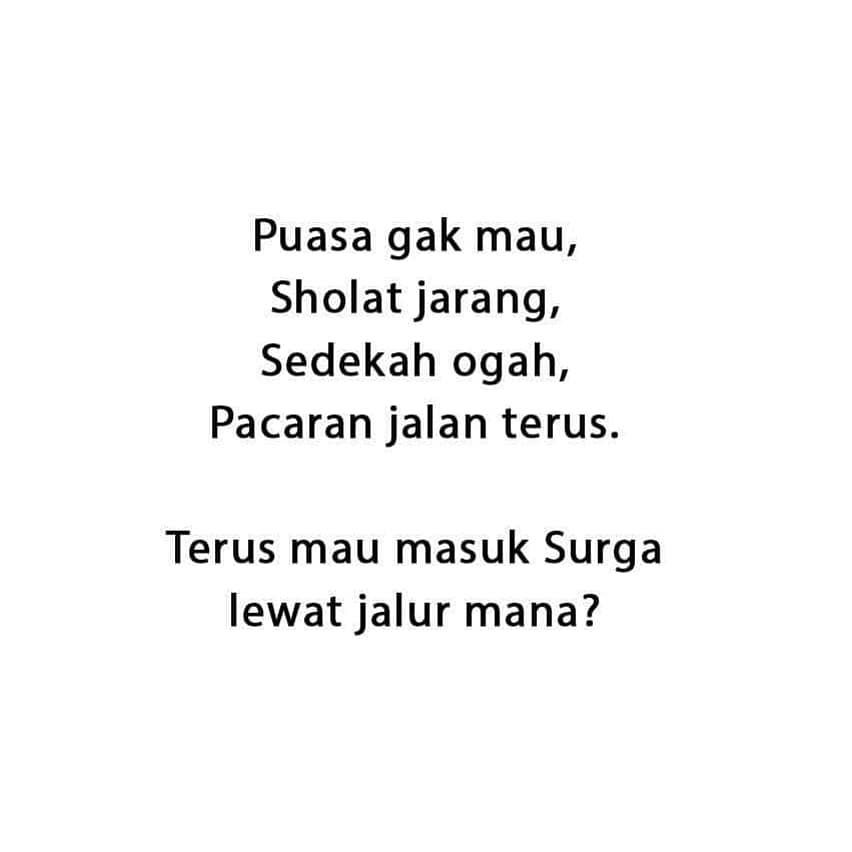 Puasa gak mau,
Sholat jarang,
Sedekah ogah,
Pacaran jalan terus.
Terus mau masuk Surga
lewat jalur mana?